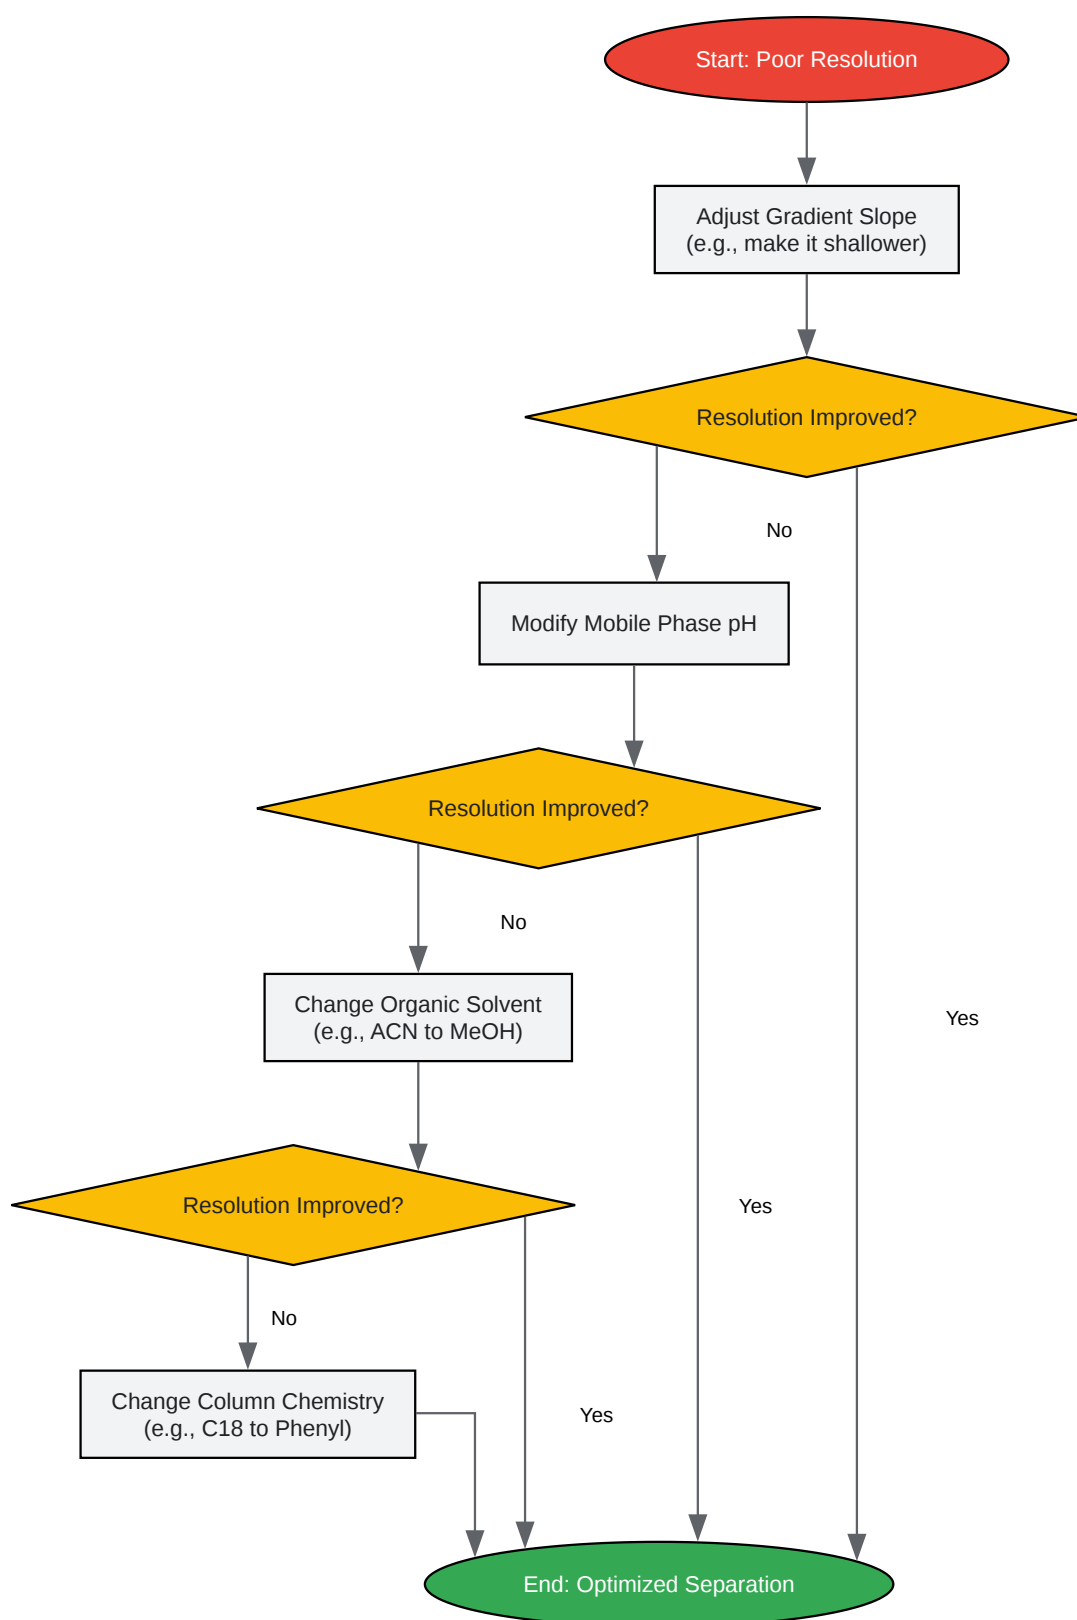 Start: Poor Resolution
Adjust Gradient Slope
(e.g., make it shallower)
Resolution Improved?
No
Modify Mobile Phase pH
Resolution Improved?
No
Change Organic Solvent
(e.g., ACN to MeOH)
Yes
Resolution Improved?
Yes
No
Change Column Chemistry
(e.g., C18 to Phenyl)
Yes
End: Optimized Separation